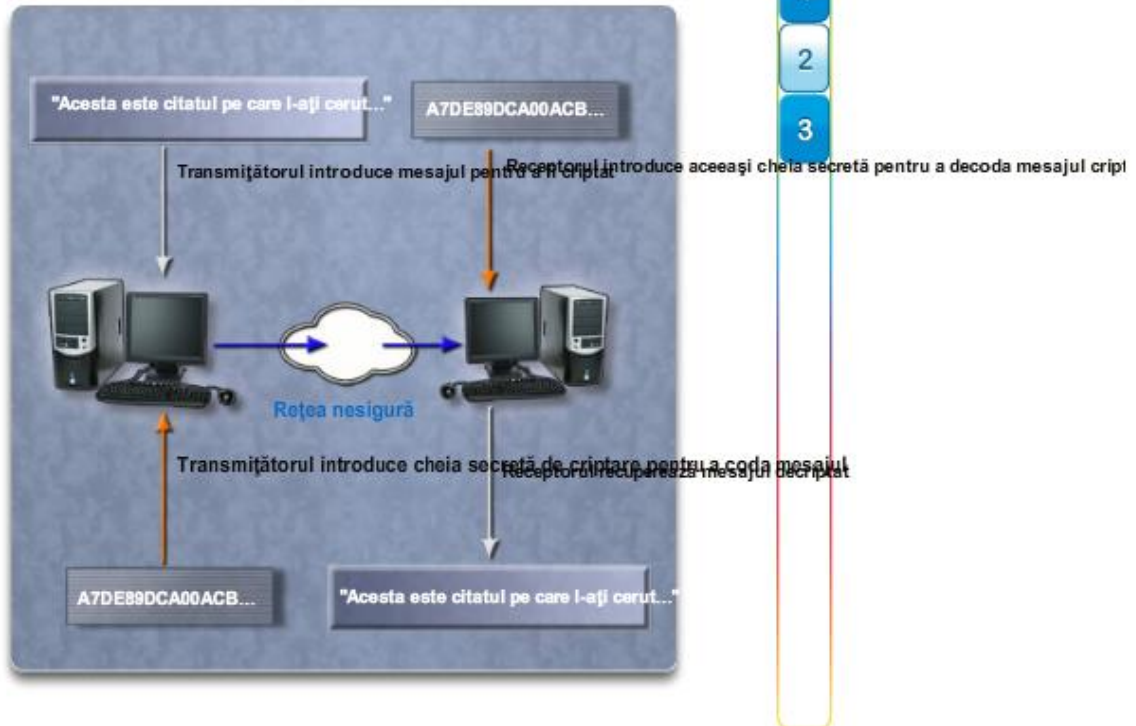 2
3
"Acesta este citatul pe care l-aţi cerut..."
A7DE89DCA00ACB...
Transmiţătorul introduce mesajul pentru a fi criptat
Receptorul introduce aceeaşi cheia secretă pentru a decoda mesajul cript
Reţea nesigură
Transmiţătorul introduce cheia secretă de criptare pentru a coda mesajul
Receptorul recuperează mesajul decriptat
A7DE89DCA00ACB...
"Acesta este citatul pe care l-aţi cerut..."